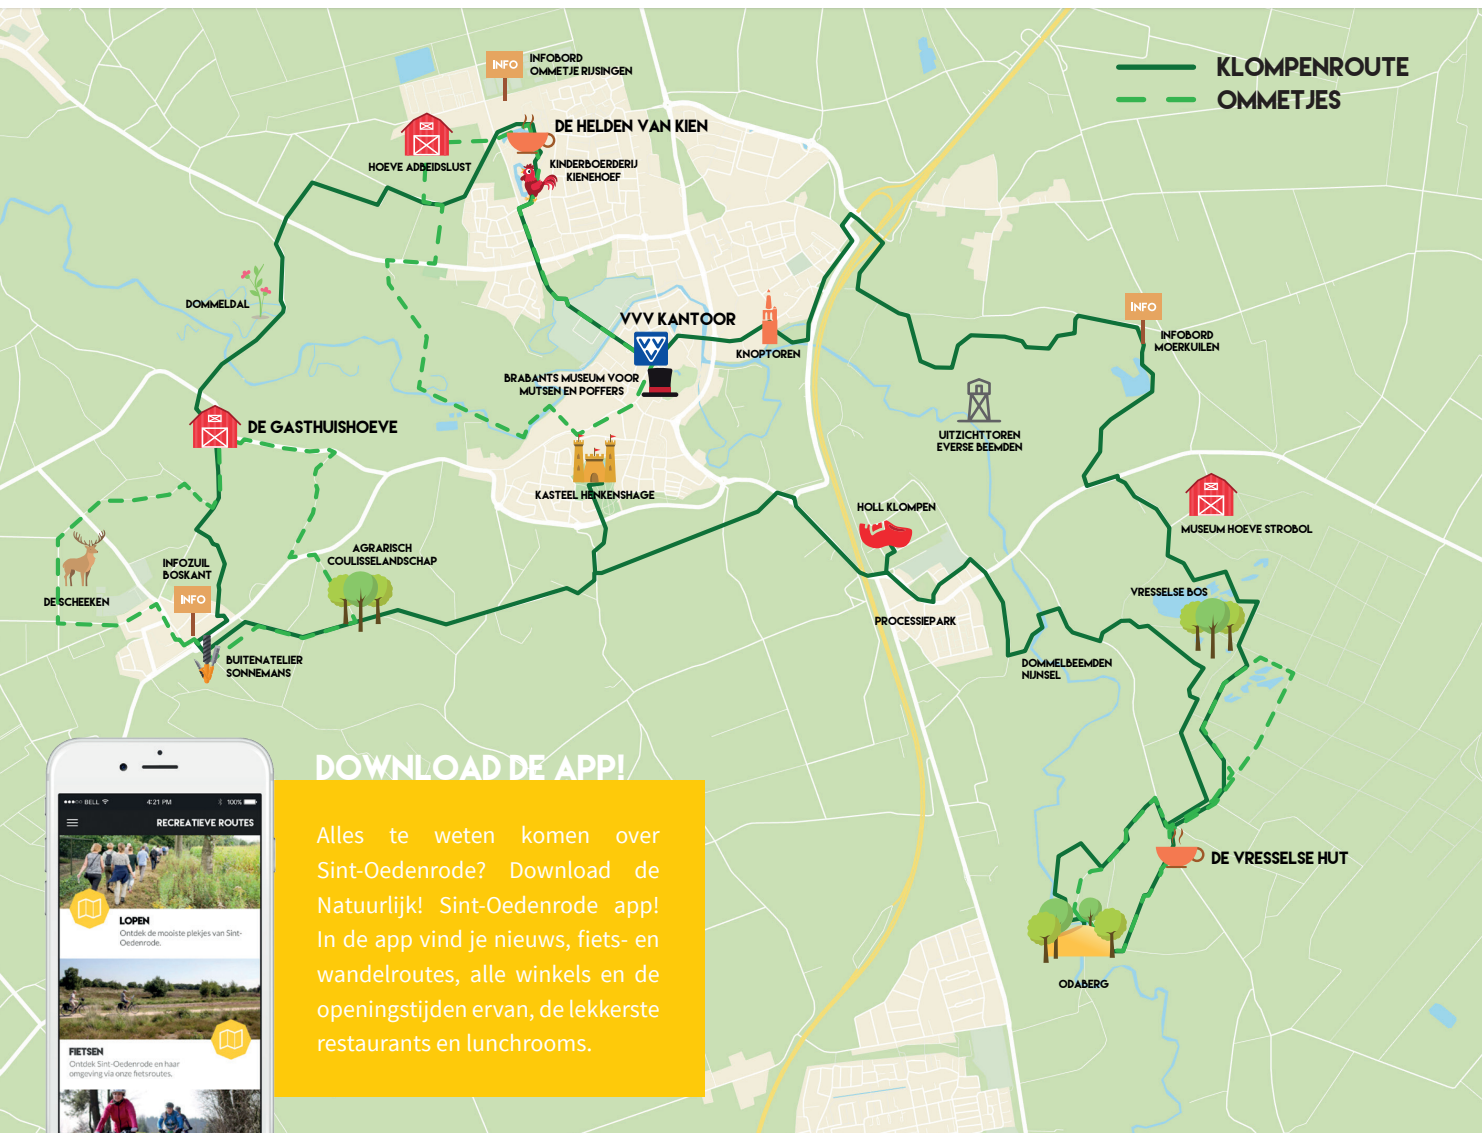 KLOMPENROUTE
OMMETJES
INFO
INFOBORD
OMMETJE RIJSINGEN
DE HELDEN VAN KIEN
HOEVE ADBEIDSLUST
KINDERBOERDERIJ
KIENEHOEF
DOMMELDAL
VVV KANTOOR
VVV
KNOPTOREN
BRABANTS MUSEUM VOOR
MUTSEN EN POFFERS
INFO
INFOBORD
MOERKUILEN
UITZICHTTOREN
EVERSE BEEMDEN
DE GASTHUISHOEVE
KASTEEL HENKENSHAGE
HOLL KLOMPEN
MUSEUM HOEVE STROBOL
AGRARISCH
COULISSELANDSCHAP
INFOZUIL
BOSKANT
INFO
DE SCHEEKEN
VRESSELSE BOS
PROCESSIEPARK
BUITENATELIER
SONNEMANS
DOMMELBEEMDEN
NIJNSEL
DE VRESSELSE HUT
ODABERG
DOWNLOAD DE APP!
Alles te weten komen over
Sint-Oedenrode? Download de
Natuurlijk! Sint-Oedenrode app!
In de app vind je nieuws, fiets- en
wandelroutes, alle winkels en de
openingstijden ervan, de lekkerste
restaurants en lunchrooms.
BELL 4:21 PM 100%
RECREATIEVE ROUTES
LOPEN
Ontdek de mooiste plekjes van Sint-
Oedenrode.
FIETSEN
Ontdek Sint-Oedenrode en haar
omgeving via onze fietsroutes.